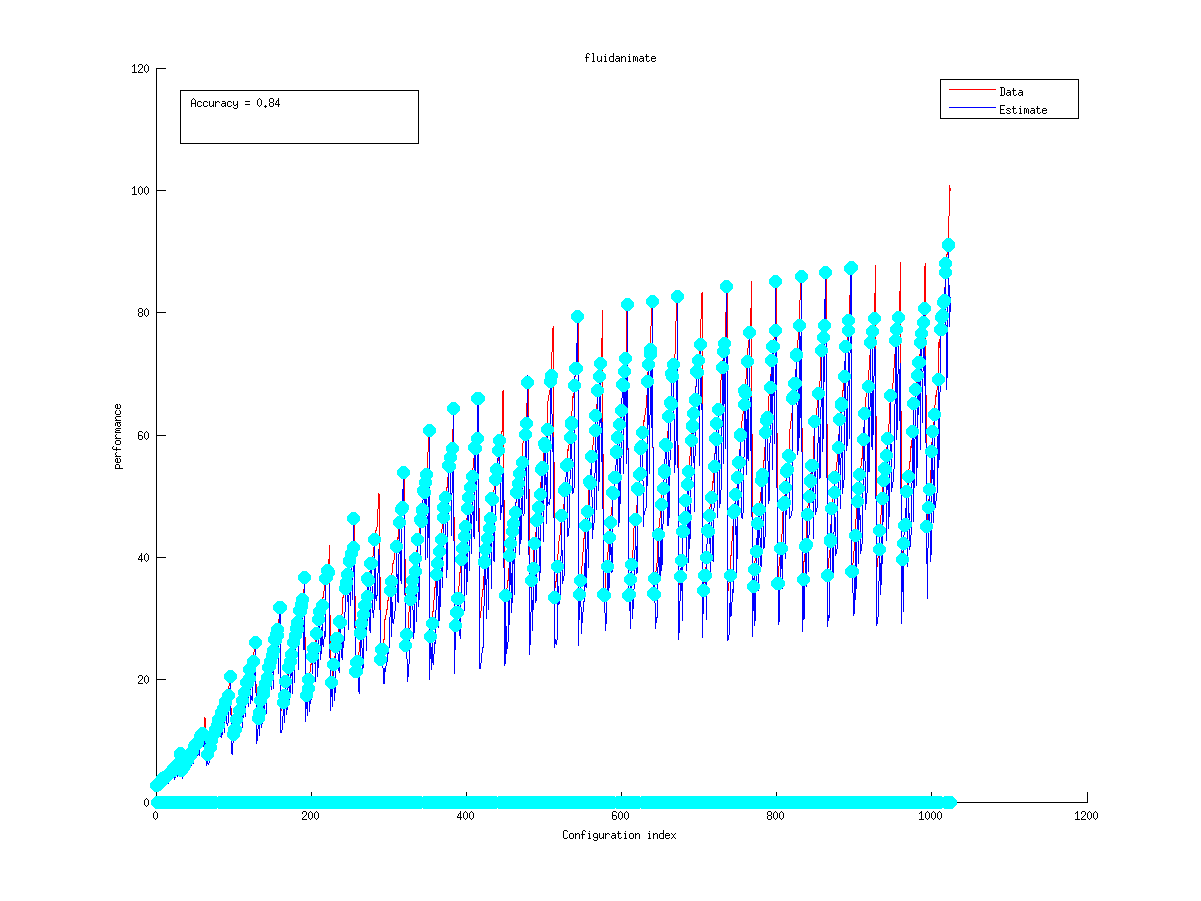 fluidanimate
Accuracy = 0.84
Data
Estimate
performance
120
100
80
60
40
20
0
0 200 400 600 800 1000 1200
Configuration index